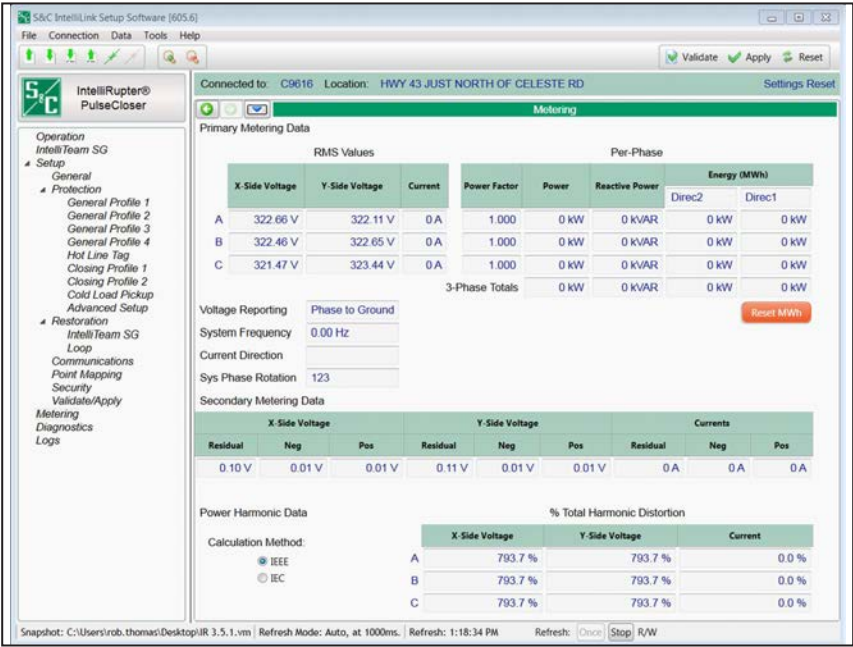 S&C IntelliLink Setup Software [605.6]
File Connection Data Tools Help
Validate Apply Reset
S&C IntelliRupter® PulseCloser
Connected to: C9616 Location: HWY 43 JUST NORTH OF CELESTE RD Settings Reset
Metering
Operation
IntelliTeam SG
Setup
General
Protection
General Profile 1
General Profile 2
General Profile 3
General Profile 4
Hot Line Tag
Closing Profile 1
Closing Profile 2
Cold Load Pickup
Advanced Setup
Restoration
IntelliTeam SG
Loop
Communications
Point Mapping
Security
Validate/Apply
Metering
Diagnostics
Logs
Primary Metering Data
RMS Values Per-Phase
X-Side Voltage Y-Side Voltage Current Power Factor Power Reactive Power Energy (MWh)
Direc2 Direc1
A 322.66 V 322.11 V 0 A 1.000 0 kW 0 kVAR 0 kW 0 kW
B 322.46 V 322.65 V 0 A 1.000 0 kW 0 kVAR 0 kW 0 kW
C 321.47 V 323.44 V 0 A 1.000 0 kW 0 kVAR 0 kW 0 kW
3-Phase Totals 0 kW 0 kVAR 0 kW 0 kW
Voltage Reporting Phase to Ground Reset MWh
System Frequency 0.00 Hz
Current Direction
Sys Phase Rotation 123
Secondary Metering Data
X-Side Voltage Y-Side Voltage Currents
Residual Neg Pos Residual Neg Pos Residual Neg Pos
0.10 V 0.01 V 0.01 V 0.11 V 0.01 V 0.01 V 0 A 0 A 0 A
Power Harmonic Data % Total Harmonic Distortion
Calculation Method:
IEEE
IEC
X-Side Voltage Y-Side Voltage Current
A 793.7 % 793.7 % 0.0 %
B 793.7 % 793.7 % 0.0 %
C 793.7 % 793.7 % 0.0 %
Snapshot: C:\Users\rob.thomas\Desktop\IR 3.5.1.vm Refresh Mode: Auto, at 1000ms. Refresh: 1:18:34 PM Refresh: Once Stop R/W